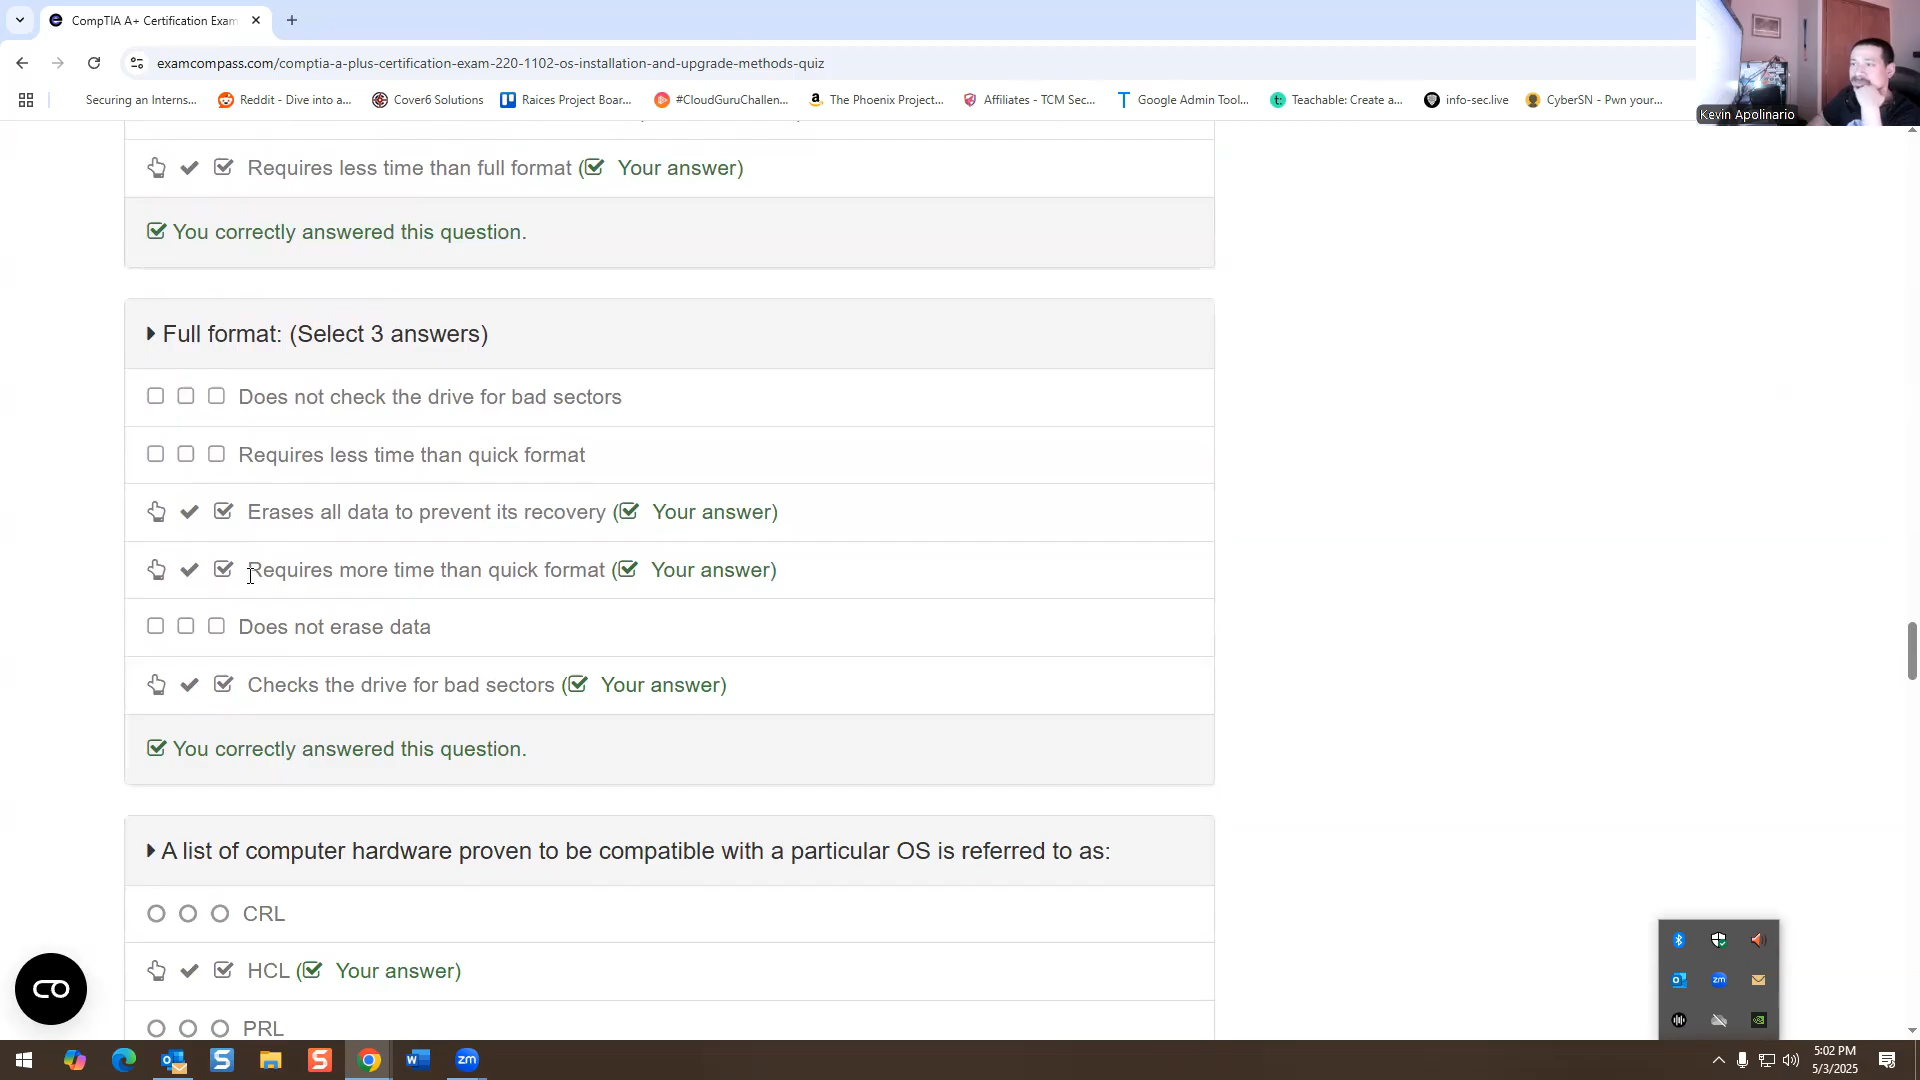 CompTIA A+ Certification Exam
examcompass.com/comptia-a-plus-certification-exam-220-1102-os-installation-and-upgrade-methods-quiz
Securing an Interns...
Reddit - Dive into a...
Cover6 Solutions
Raices Project Boar...
#CloudGuruChallen...
The Phoenix Project...
Affiliates - TCM Sec...
Google Admin Tool...
Teachable: Create a...
info-sec.live
CyberSN - Pwn your...
Kevin Apolinario
Requires less time than full format ( Your answer)
You correctly answered this question.
Full format: (Select 3 answers)
Does not check the drive for bad sectors
Requires less time than quick format
Erases all data to prevent its recovery ( Your answer)
Requires more time than quick format ( Your answer)
Does not erase data
Checks the drive for bad sectors ( Your answer)
You correctly answered this question.
A list of computer hardware proven to be compatible with a particular OS is referred to as:
CRL
HCL ( Your answer)
PRL
zm
zm
5:02 PM
5/3/2025